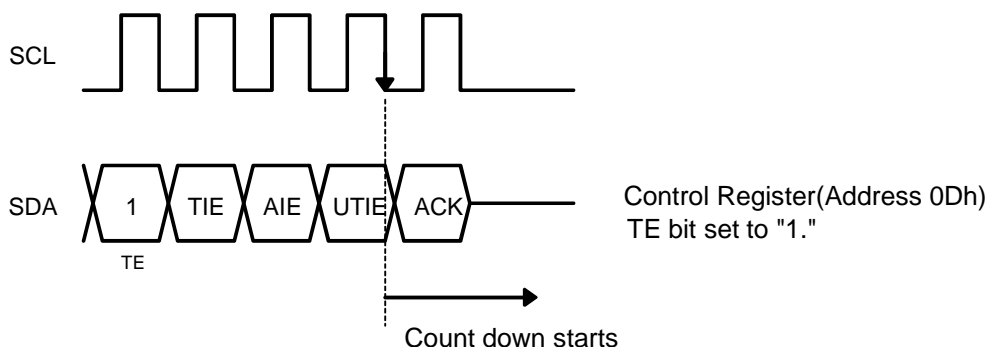 SCL
SDA 1 TIE AIE UTIE ACK
TE
Control Register(Address 0Dh)
TE bit set to "1."
Count down starts